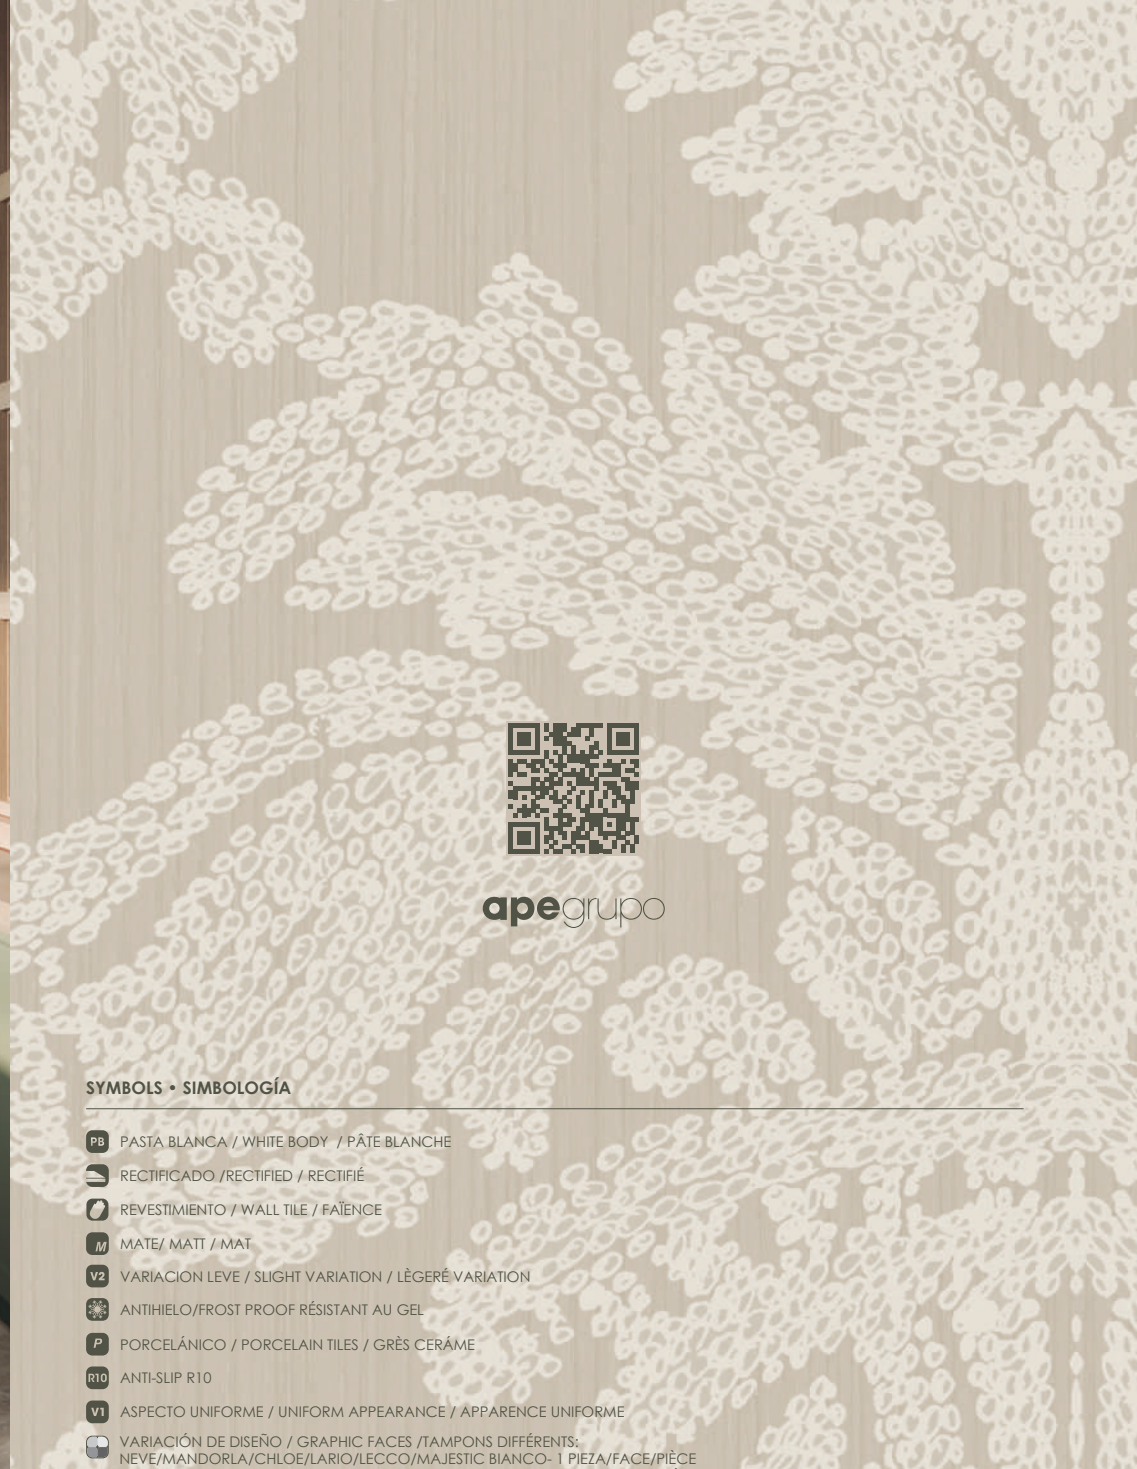 apegrupo
SYMBOLS • SIMBOLOGÍA
PB PASTA BLANCA / WHITE BODY / PÂTE BLANCHE
RECTIFICADO /RECTIFIED / RECTIFIÉ
REVESTIMIENTO / WALL TILE / FAÏENCE
M MATE/ MATT / MAT
V2 VARIACION LEVE / SLIGHT VARIATION / LÈGERÉ VARIATION
ANTIHIELO/FROST PROOF RÉSISTANT AU GEL
P PORCELÁNICO / PORCELAIN TILES / GRÈS CERÁME
R10 ANTI-SLIP R10
V1 ASPECTO UNIFORME / UNIFORM APPEARANCE / APPARENCE UNIFORME
VARIACIÓN DE DISEÑO / GRAPHIC FACES /TAMPONS DIFFÉRENTS:
NEVE/MANDORLA/CHLOE/LARIO/LECCO/MAJESTIC BIANCO- 1 PIEZA/FACE/PIÈCE